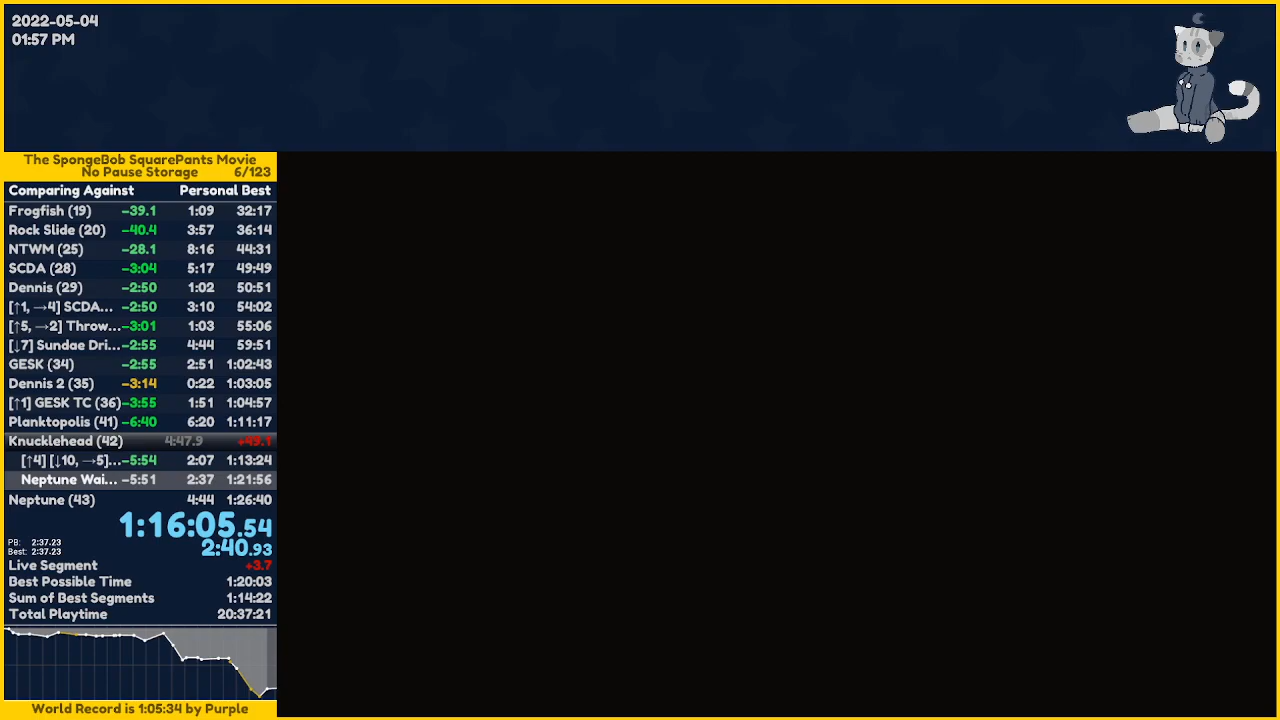 2022-05-04
01:57 PM
The SpongeBob SquarePants Movie
No Pause Storage 6/123
Comparing Against Personal Best
Frogfish (19) -39.1 1:09 32:17
Rock Slide (20) -40.4 3:57 36:14
NTWM (25) -28.1 8:16 44:31
SCDA (28) -3:04 5:17 49:49
Dennis (29) -2:50 1:02 50:51
[↑1, →4] SCDA... -2:50 3:10 54:02
[↑5, →2] Throw... -3:01 1:03 55:06
[↓7] Sundae Dri... -2:55 4:44 59:51
GESK (34) -2:55 2:51 1:02:43
Dennis 2 (35) -3:14 0:22 1:03:05
[↑1] GESK TC (36) -3:55 1:51 1:04:57
Planktopolis (41) -6:40 6:20 1:11:17
Knucklehead (42) 4:47.9 +49.1
[↑4] [↓10, →5]... -5:54 2:07 1:13:24
Neptune Wai... -5:51 2:37 1:21:56
Neptune (43) 4:44 1:26:40
1:16:05.54
PB: 2:37.23
Best: 2:37.23 2:40.93
Live Segment +3.7
Best Possible Time 1:20:03
Sum of Best Segments 1:14:22
Total Playtime 20:37:21
World Record is 1:05:34 by Purple